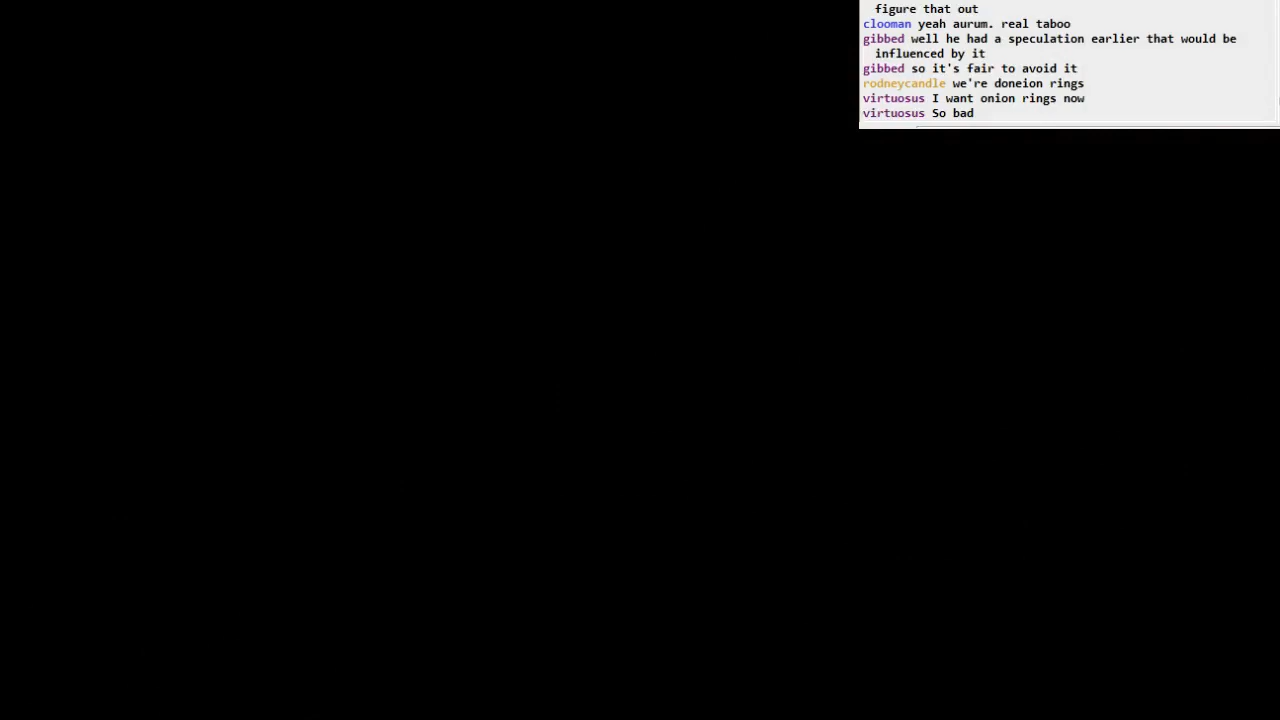 figure that out
clooman yeah aurum. real taboo
gibbed well he had a speculation earlier that would be
influenced by it
gibbed so it's fair to avoid it
rodneycandle we're doneion rings
virtuosus I want onion rings now
virtuosus So bad